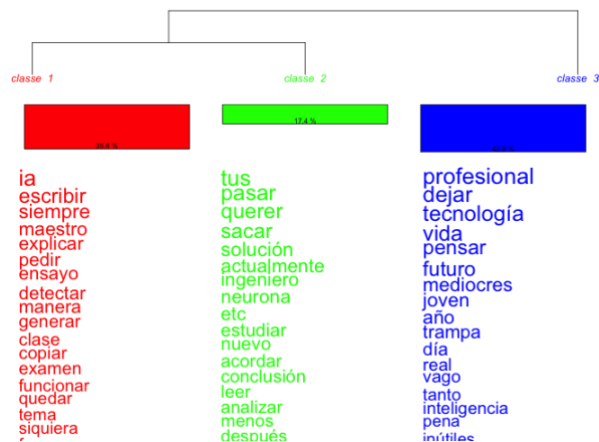 classe 1
classe 2
classe 3
17.4 %
ia
escribir
siempre
maestro
explicar
pedir
ensayo
detectar
manera
generar
clase
copiar
examen
funcionar
quedar
tema
siquiera
tus
pasar
querer
sacar
solución
actualmente
ingeniero
neurona
etc
estudiar
nuevo
acordar
conclusión
leer
analizar
menos
después
profesional
dejar
tecnología
vida
pensar
futuro
mediocres
joven
año
trampa
día
real
vago
tanto
inteligencia
pena
inútiles